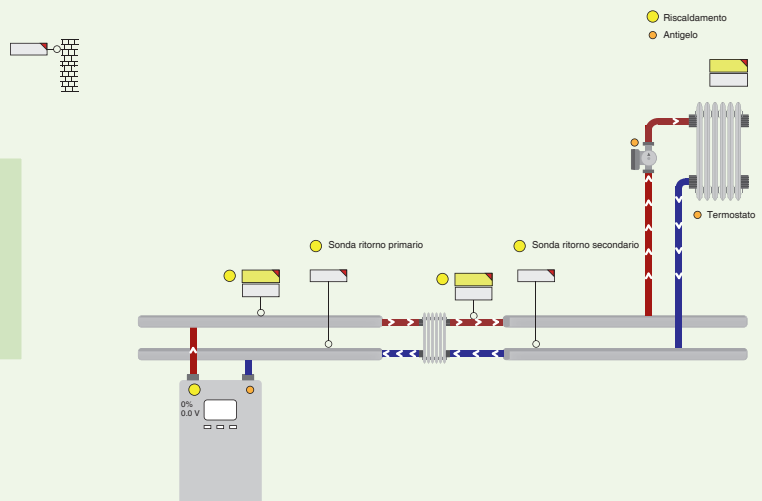 Riscaldamento
Antigelo
Termostato
Sonda ritorno primario
Sonda ritorno secondario
0%
0.0 V